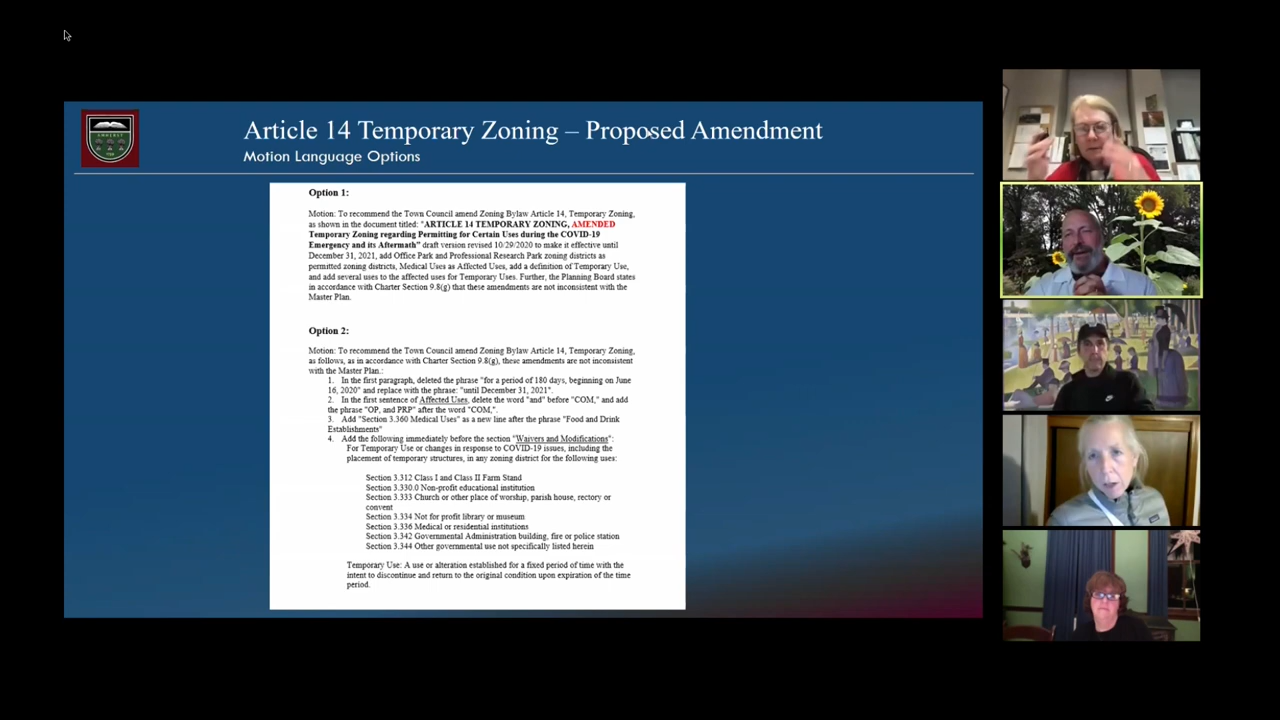 AMHERST
Article 14 Temporary Zoning – Proposed Amendment
Motion Language Options
Option 1:
Motion: To recommend the Town Council amend Zoning Bylaw Article 14, Temporary Zoning,
as shown in the document titled: "ARTICLE 14 TEMPORARY ZONING, AMENDED
Temporary Zoning regarding Permitting for Certain Uses during the COVID-19
Emergency and its Aftermath" draft version revised 10/29/2020 to make it effective until
December 31, 2021, add Office Park and Professional Research Park zoning districts as
permitted zoning districts, Medical Uses as Affected Uses, add a definition of Temporary Use,
and add several uses to the affected uses for Temporary Uses. Further, the Planning Board states
in accordance with Charter Section 9.8(g) that these amendments are not inconsistent with the
Master Plan.
Option 2:
Motion: To recommend the Town Council amend Zoning Bylaw Article 14, Temporary Zoning,
as follows, as in accordance with Charter Section 9.8(g), these amendments are not inconsistent
with the Master Plan.:
1. In the first paragraph, deleted the phrase "for a period of 180 days, beginning on June
16, 2020" and replace with the phrase: "until December 31, 2021".
2. In the first sentence of Affected Uses, delete the word "and" before "COM," and add
the phrase "OP, and PRP" after the word "COM,".
3. Add "Section 3.360 Medical Uses" as a new line after the phrase "Food and Drink
Establishments"
4. Add the following immediately before the section "Waivers and Modifications":
For Temporary Use or changes in response to COVID-19 issues, including the
placement of temporary structures, in any zoning district for the following uses:
Section 3.312 Class I and Class II Farm Stand
Section 3.330.0 Non-profit educational institution
Section 3.333 Church or other place of worship, parish house, rectory or
convent
Section 3.334 Not for profit library or museum
Section 3.336 Medical or residential institutions
Section 3.342 Governmental Administration building, fire or police station
Section 3.344 Other governmental use not specifically listed herein
Temporary Use: A use or alteration established for a fixed period of time with the
intent to discontinue and return to the original condition upon expiration of the time
period.